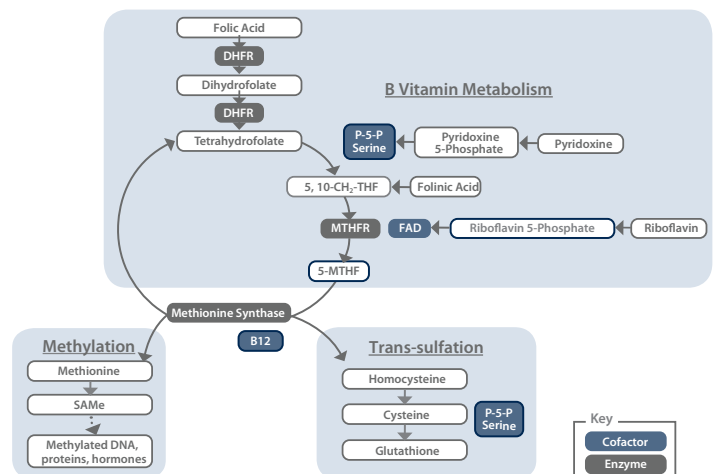 Folic Acid
DHFR
Dihydrofolate
DHFR
Tetrahydrofolate
B Vitamin Metabolism
P-5-P
Serine
Pyridoxine
5-Phosphate
Pyridoxine
5, 10-CH₂-THF
Folinic Acid
MTHFR
FAD
Riboflavin 5-Phosphate
Riboflavin
5-MTHF
Methionine Synthase
B12
Methylation
Methionine
SAMe
Methylated DNA,
proteins, hormones
Trans-sulfation
Homocysteine
Cysteine
P-5-P
Serine
Glutathione
Key
Cofactor
Enzyme